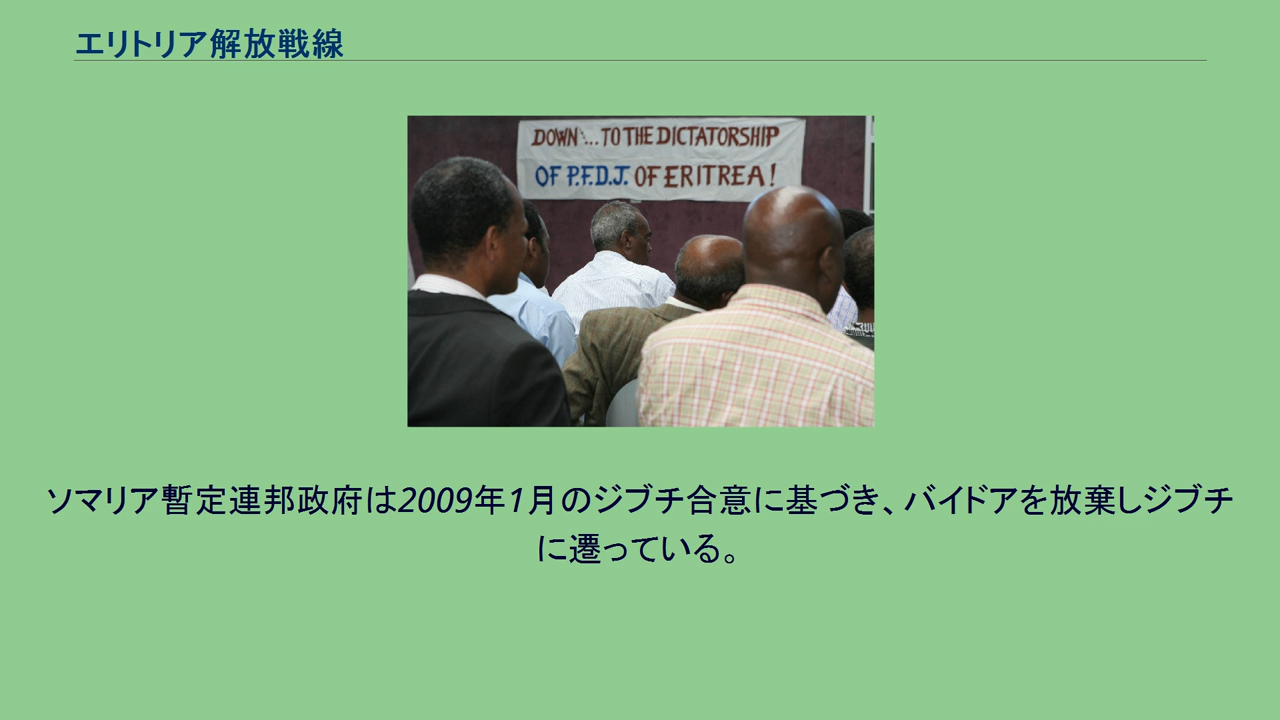 エリトリア解放戦線
DOWN...TO THE DICTATORSHIP
OF P.F.D.J. OF ERITREA!
ソマリア暫定連邦政府は2009年1月のジブチ合意に基づき、バイドアを放棄しジブチ
に遷っている。